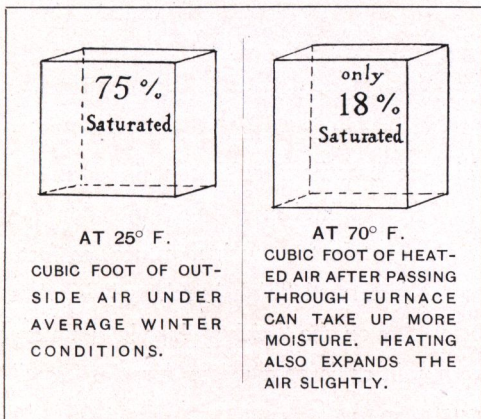 75%
Saturated
AT 25° F.
CUBIC FOOT OF OUT-
SIDE AIR UNDER
AVERAGE WINTER
CONDITIONS.
only
18%
Saturated
AT 70° F.
CUBIC FOOT OF HEAT-
ED AIR AFTER PASSING
THROUGH FURNACE
CAN TAKE UP MORE
MOISTURE. HEATING
ALSO EXPANDS THE
AIR SLIGHTLY.